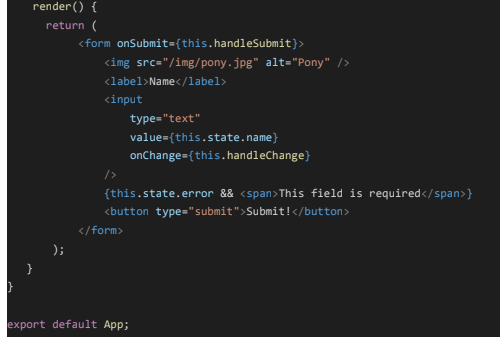 render() {
return (
<form onSubmit={this.handleSubmit}>
<img src="/img/pony.jpg" alt="Pony" />
<label>Name</label>
<input
type="text"
value={this.state.name}
onChange={this.handleChange}
/>
{this.state.error && <span>This field is required</span>}
<button type="submit">Submit!</button>
</form>
);
}
}
export default App;